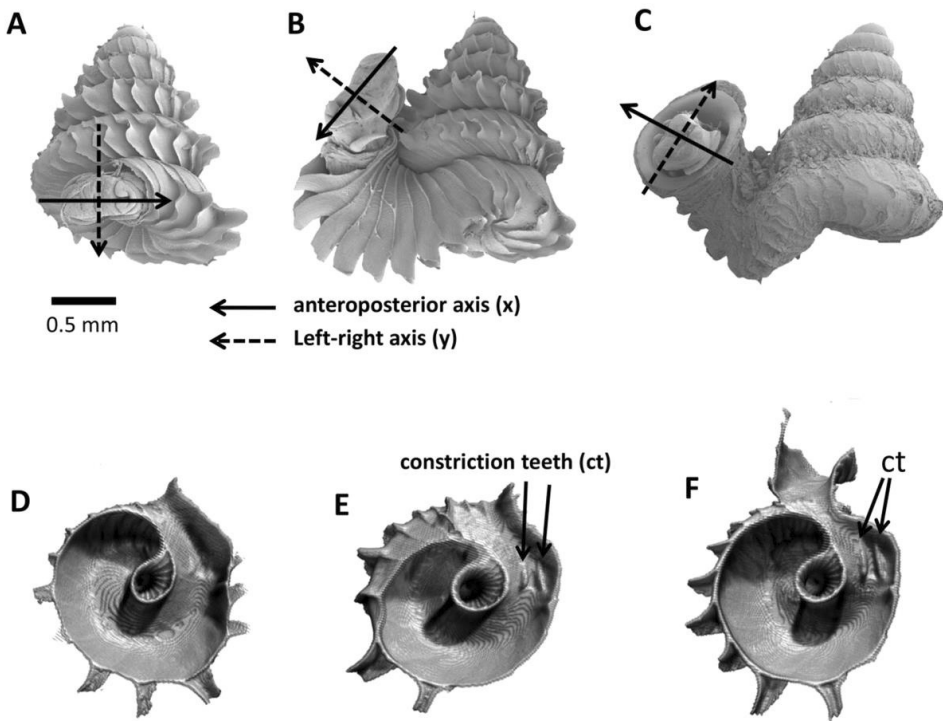 A
B
C
0.5 mm
anteroposterior axis (x)
Left-right axis (y)
constriction teeth (ct)
ct
D
E
F